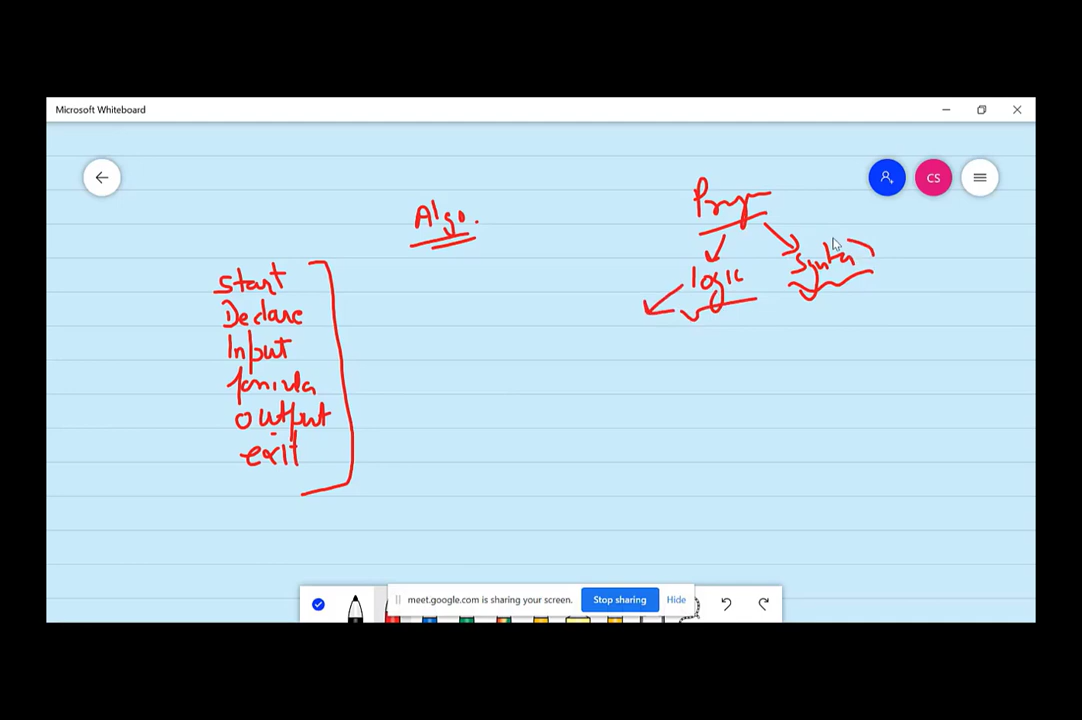 Microsoft Whiteboard
CS
Algo.
Prog
logic
Syntax
Start
Declare
Input
formula
output
exit
meet.google.com is sharing your screen.
Stop sharing
Hide